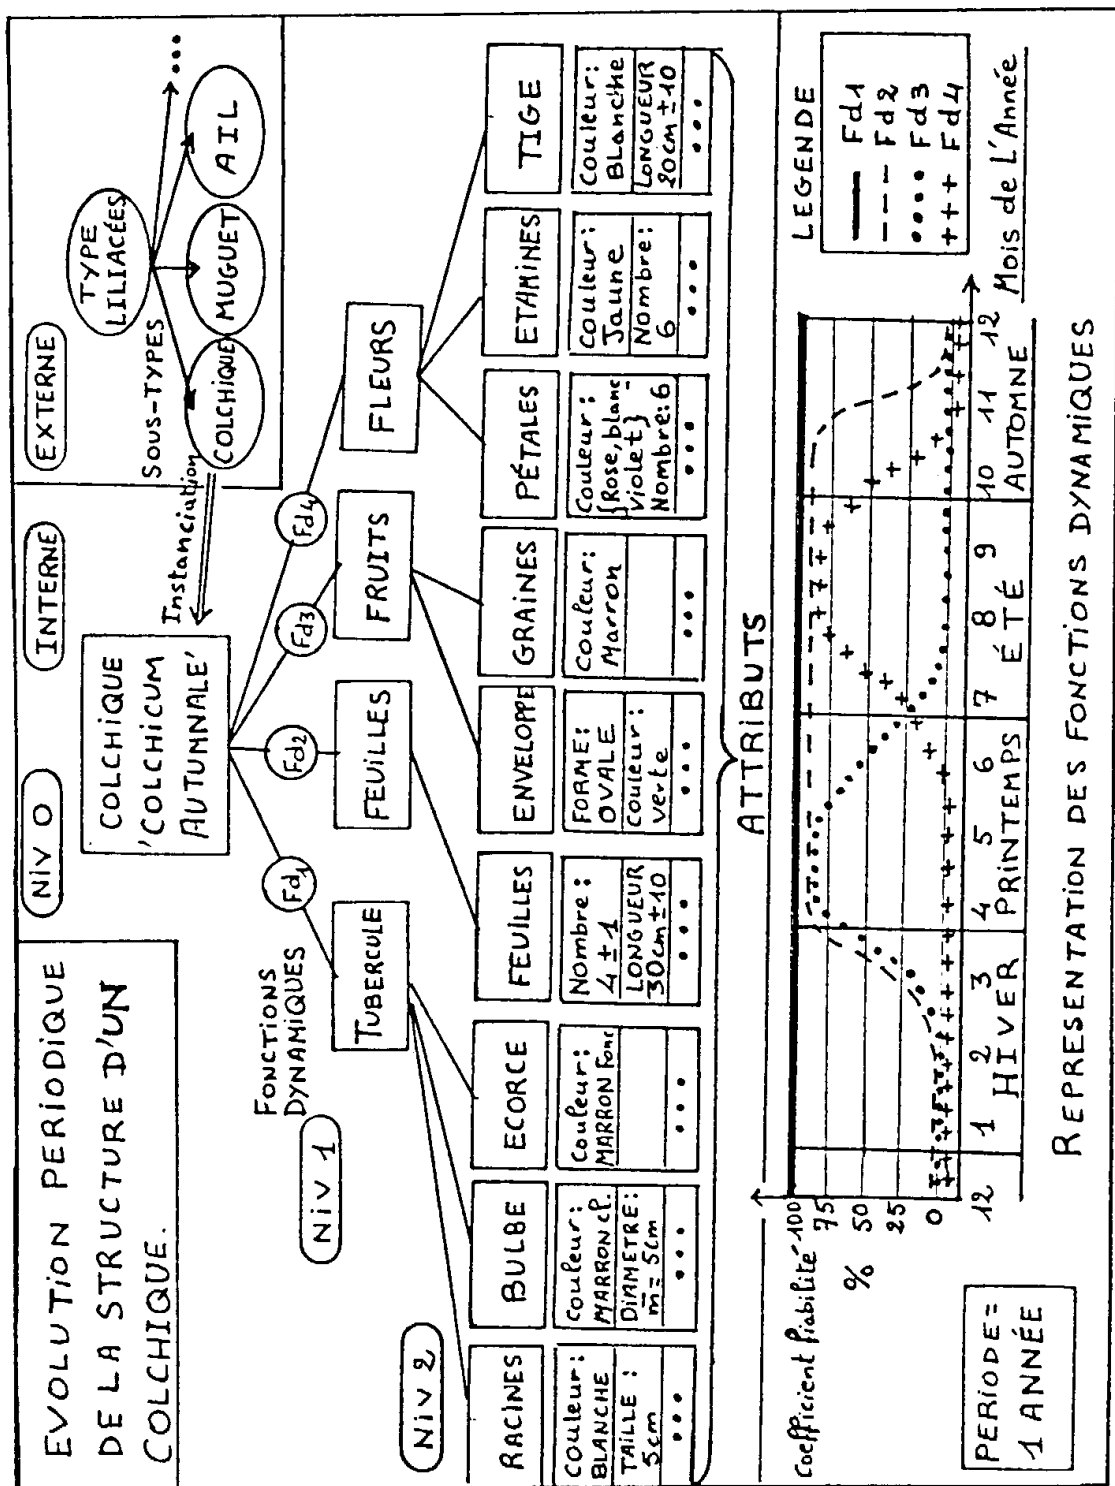 EVOLUTION PERIODIQUE
DE LA STRUCTURE D'UN
COLCHIQUE.
NIV 0
INTERNE
EXTERNE
TYPE
LILIACÉES
SOUS-TYPES
COLCHIQUE
MUGUET
AIL
...
Instanciation
COLCHIQUE
'COLCHICUM
AUTUMNALE'
FONCTIONS
DYNAMIQUES
Fd1
Fd2
Fd3
Fd4
NIV 1
TUBERCULE
FEUILLES
FRUITS
FLEURS
NIV 2
RACINES
Couleur:
BLANCHE
TAILLE:
5cm
...
BULBE
Couleur:
MARRON cl.
DIAMETRE:
m = 5cm
...
ECORCE
Couleur:
MARRON Fonc
....
FEUILLES
Nombre:
4 ± 1
LONGUEUR
30cm ± 10
...
ENVELOPPE
FORME:
OVALE
Couleur:
verte
....
GRAINES
Couleur:
Marron
...
PÉTALES
Couleur:
{Rose, blanc
violet}
Nombre: 6
...
ETAMINES
Couleur:
Jaune
Nombre:
6
....
TIGE
Couleur:
Blanche
LONGUEUR
20cm ± 10
....
ATTRIBUTS
Coefficient fiabilité
%
100
75
50
25
0
12 1 2 3 4 5 6 7 8 9 10 11 12
HIVER PRINTEMPS ÉTÉ AUTOMNE
Mois de L'Année
LEGENDE
Fd1
Fd2
Fd3
Fd4
PERIODE =
1 ANNÉE
REPRESENTATION DES FONCTIONS DYNAMIQUES